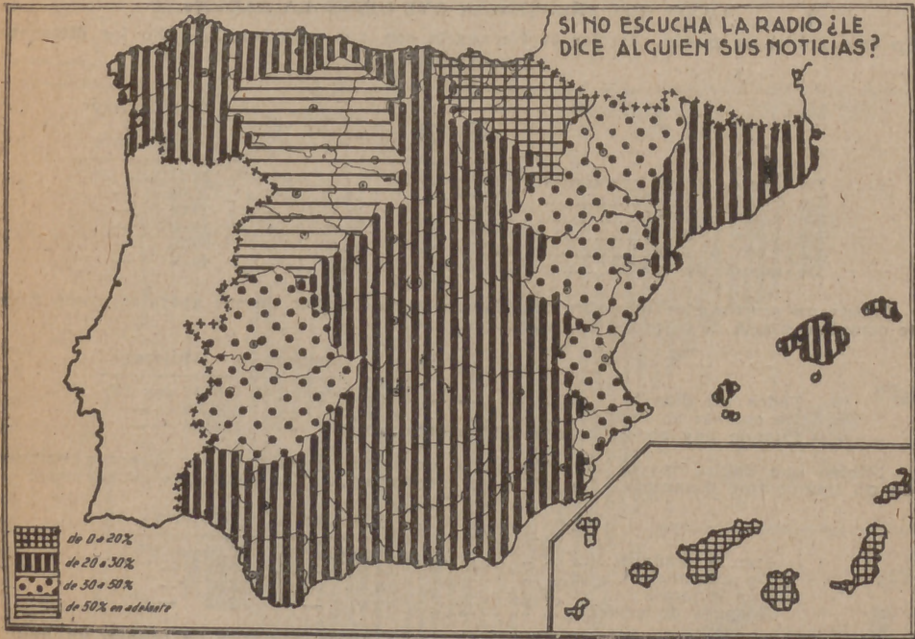 SI NO ESCUCHA LA RADIO ¿LE
DICE ALGUIEN SUS NOTICIAS?
de 0 a 20%
de 20 a 30%
de 30 a 50%
de 50% en adelante